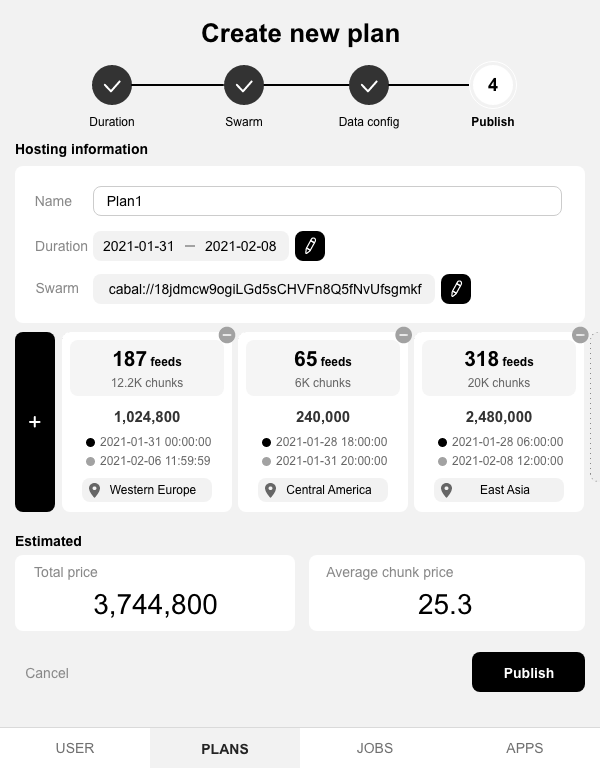 Create new plan
4
Duration Swarm Data config Publish
Hosting information
Name Plan1
Duration 2021-01-31 – 2021-02-08
Swarm cabal://18jdmcw9ogiLGd5sCHVFn8Q5fNvUfsgmkf
+
187 feeds
12.2K chunks
1,024,800
2021-01-31 00:00:00
2021-02-06 11:59:59
Western Europe
65 feeds
6K chunks
240,000
2021-01-28 18:00:00
2021-01-31 20:00:00
Central America
318 feeds
20K chunks
2,480,000
2021-01-28 06:00:00
2021-02-08 12:00:00
East Asia
Estimated
Total price
3,744,800
Average chunk price
25.3
Cancel Publish
USER PLANS JOBS APPS